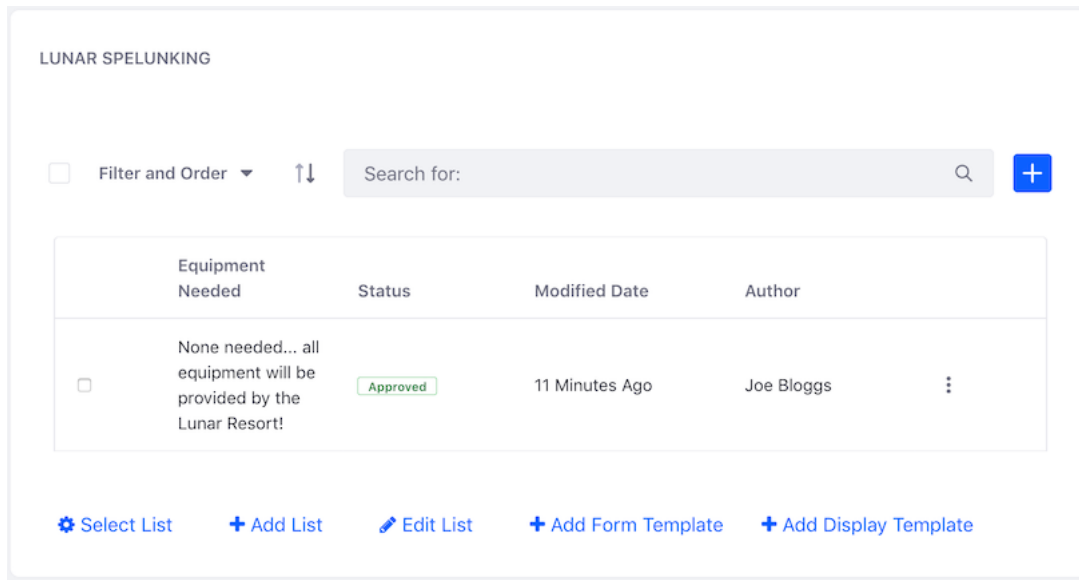 LUNAR SPELUNKING
Filter and Order
Search for:
Equipment
Needed
Status
Modified Date
Author
None needed... all
equipment will be
provided by the
Lunar Resort!
Approved
11 Minutes Ago
Joe Bloggs
Select List
Add List
Edit List
Add Form Template
Add Display Template